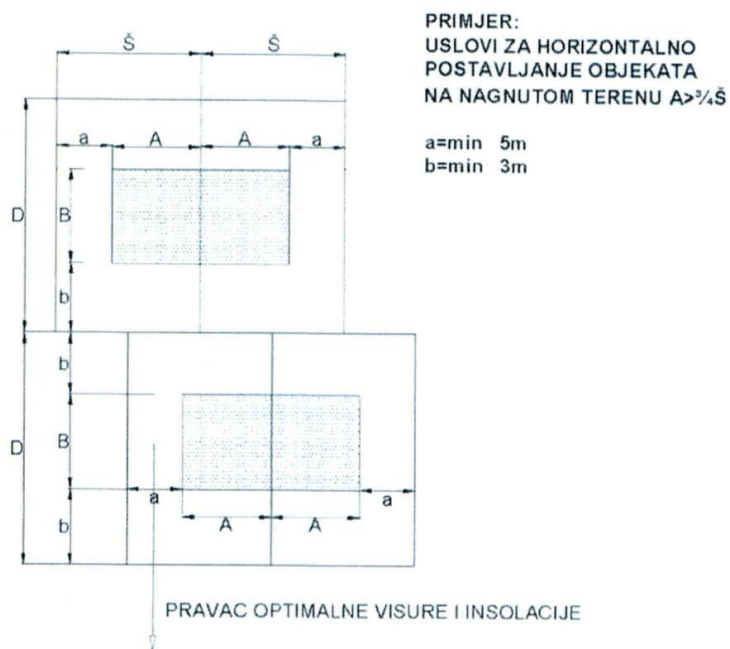 PRIMJER:
USLOVI ZA HORIZONTALNO
POSTAVLJANJE OBJEKATA
NA NAGNUTOM TERENU A>¾Š
a=min 5m
b=min 3m
Š Š
a A A a
D
B
b
b
D
B
a a
b
A A
PRAVAC OPTIMALNE VISURE I INSOLACIJE